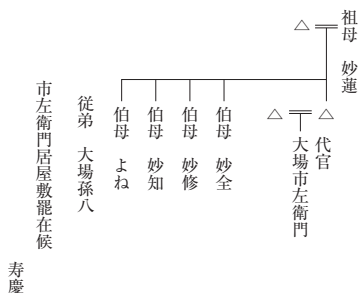 祖母　妙蓮
代官
大場市左衛門
伯母　妙全
伯母　妙修
伯母　妙知
伯母　よね
従弟　大場孫八
市左衛門居屋敷罷在候
寿慶